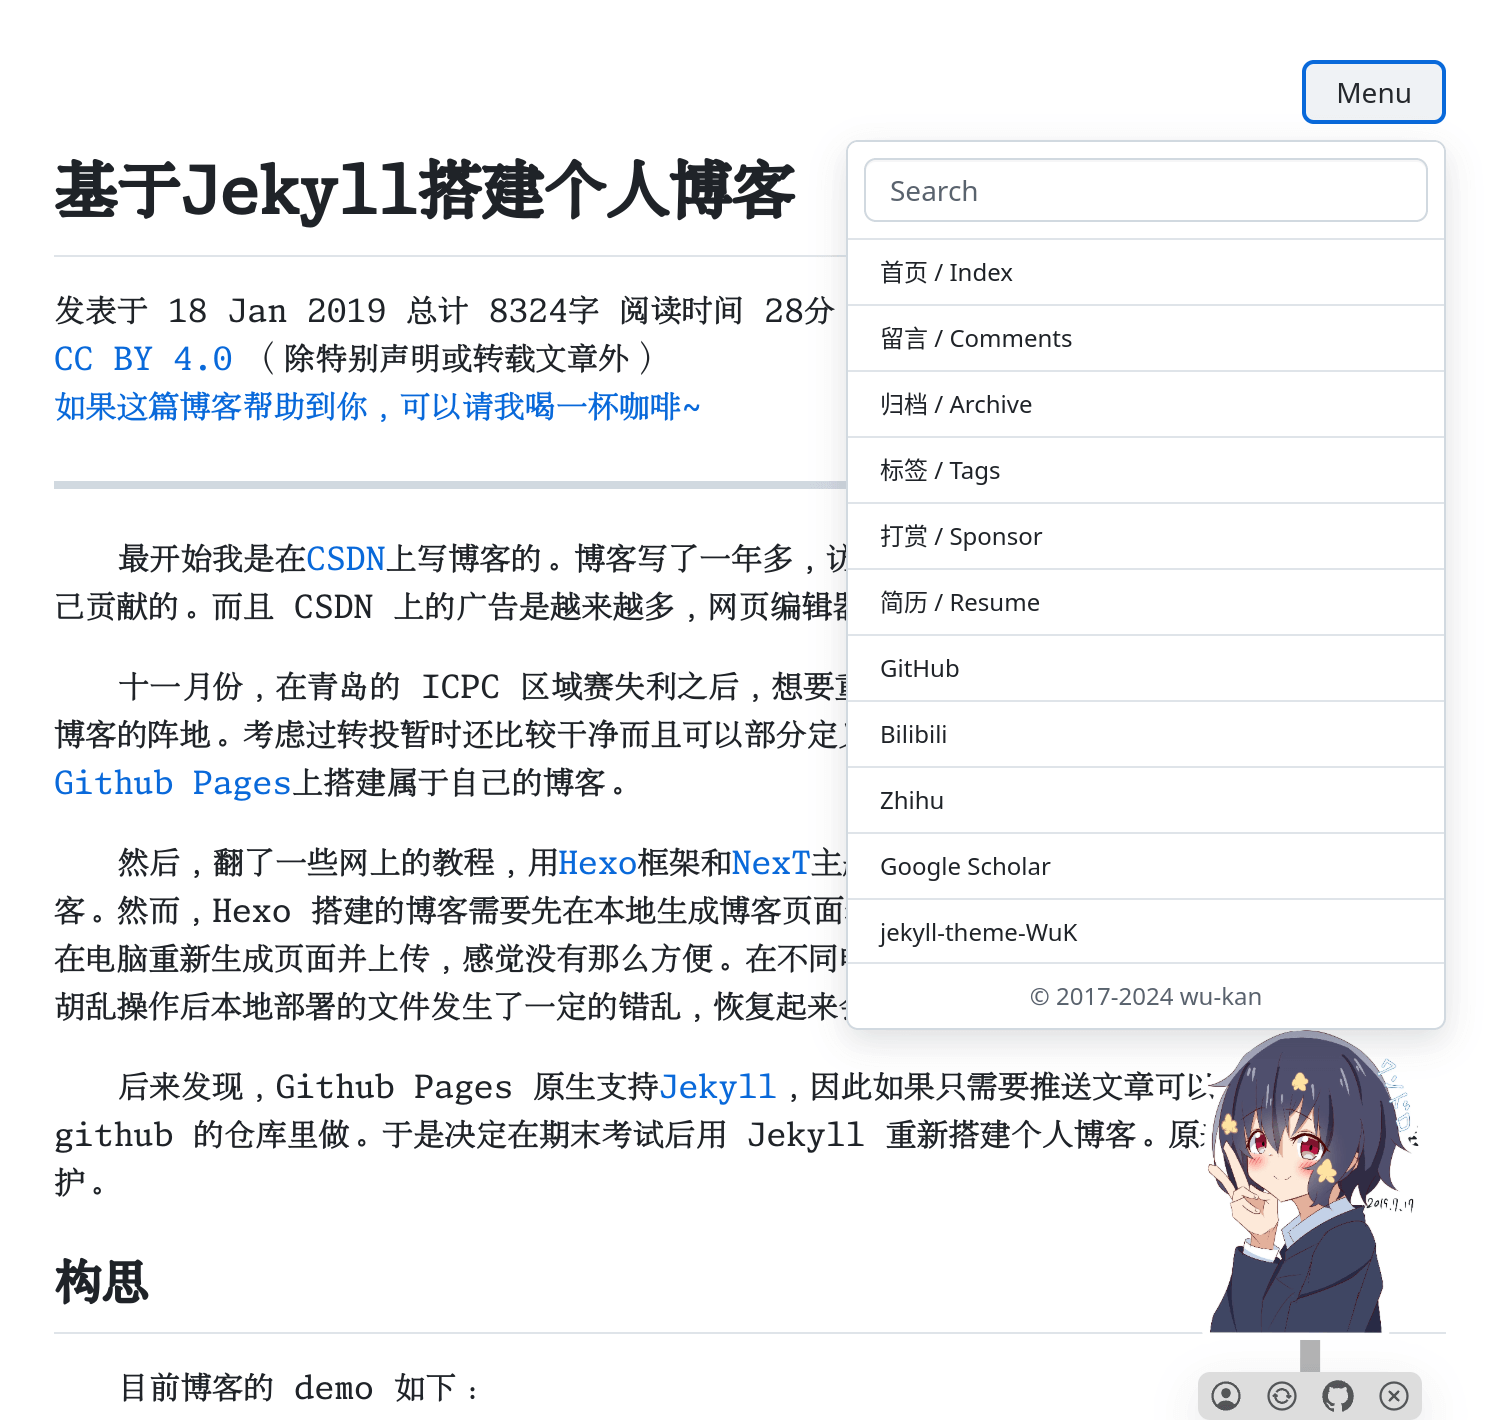 Menu
基于Jekyll搭建个人博客
发表于 18 Jan 2019 总计 8324字 阅读时间 28分
CC BY 4.0 （除特别声明或转载文章外）
如果这篇博客帮助到你，可以请我喝一杯咖啡~
最开始我是在CSDN上写博客的。博客写了一年多，访
己贡献的。而且 CSDN 上的广告是越来越多，网页编辑器
十一月份，在青岛的 ICPC 区域赛失利之后，想要重
博客的阵地。考虑过转投暂时还比较干净而且可以部分定义
Github Pages上搭建属于自己的博客。
然后，翻了一些网上的教程，用Hexo框架和NexT主
客。然而，Hexo 搭建的博客需要先在本地生成博客页面
在电脑重新生成页面并上传，感觉没有那么方便。在不同
胡乱操作后本地部署的文件发生了一定的错乱，恢复起来
后来发现，Github Pages 原生支持Jekyll，因此如果只需要推送文章可以
github 的仓库里做。于是决定在期末考试后用 Jekyll 重新搭建个人博客。原
护。
构思
目前博客的 demo 如下：
Search
首页 / Index
留言 / Comments
归档 / Archive
标签 / Tags
打赏 / Sponsor
简历 / Resume
GitHub
Bilibili
Zhihu
Google Scholar
jekyll-theme-WuK
© 2017-2024 wu-kan
2019.7.17